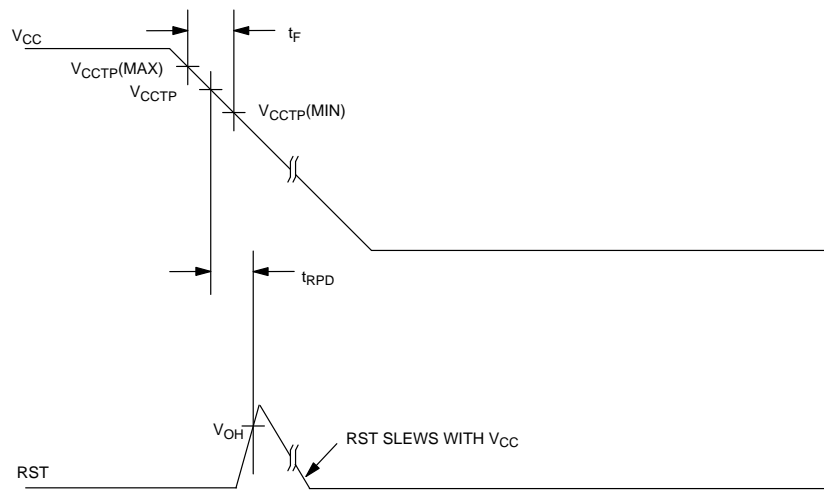 VCC
tF
VCCTP(MAX)
VCCTP
VCCTP(MIN)
tRPD
VOH
RST SLEWS WITH VCC
RST